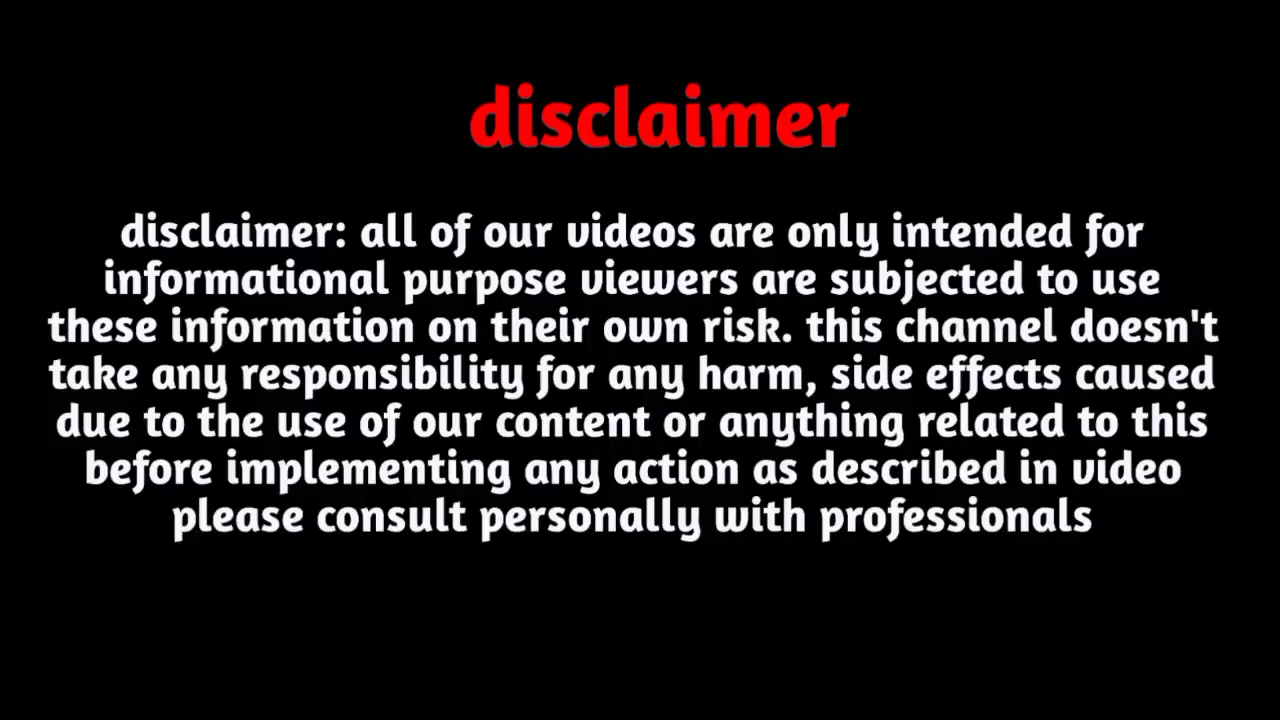 disclaimer
disclaimer: all of our videos are only intended for
informational purpose viewers are subjected to use
these information on their own risk. this channel doesn't
take any responsibility for any harm, side effects caused
due to the use of our content or anything related to this
before implementing any action as described in video
please consult personally with professionals